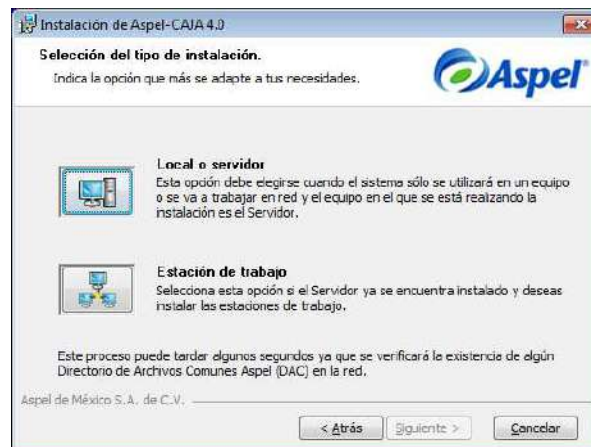 Instalación de Aspel-CAJA 4.0
Selección del tipo de instalación.
Indica la opción que más se adapte a tus necesidades.
Aspel
Local o servidor
Esta opción debe elegirse cuando el sistema sólo se utilizará en un equipo
o se va a trabajar en red y el equipo en el que se está realizando la
instalación es el Servidor.
Estación de trabajo
Selecciona esta opción si el Servidor ya se encuentra instalado y deseas
instalar las estaciones de trabajo.
Este proceso puede tardar algunos segundos ya que se verificará la existencia de algún
Directorio de Archivos Comunes Aspel (DAC) en la red.
Aspel de México S.A. de C.V.
< Atrás Siguiente > Cancelar